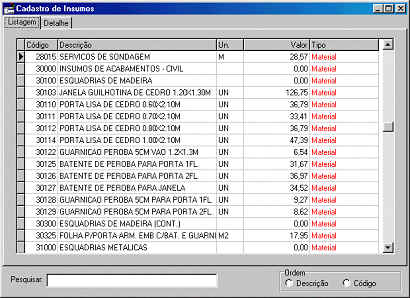 Cadastro de Insumos
Listagem Detalhe
Código Descrição Un. Valor Tipo
28015 SERVICOS DE SONDAGEM M 28,57 Material
30000 INSUMOS DE ACABAMENTOS - CIVIL 0,00 Material
30100 ESQUADRIAS DE MADEIRA 0,00 Material
30103 JANELA GUILHOTINA DE CEDRO 1.20X1.30M UN 126,75 Material
30110 PORTA LISA DE CEDRO 0.60X2.10M UN 36,97 Material
30111 PORTA LISA DE CEDRO 0.70X2.10M UN 33,41 Material
30112 PORTA LISA DE CEDRO 0.80X2.10M UN 36,79 Material
30114 PORTA LISA DE CEDRO 1.00X2.10M UN 47,39 Material
30122 GUARNICAO PEROBA 5CM VAO 1.2X1.3M UN 6,54 Material
30125 BATENTE DE PEROBA PARA PORTA 1FL. UN 31,67 Material
30126 BATENTE DE PEROBA PARA PORTA 2FL UN 36,97 Material
30127 BATENTE DE PEROBA PARA JANELA UN 34,52 Material
30128 GUARNICAO PEROBA 5CM PARA PORTA 1FL UN 9,27 Material
30129 GUARNICAO PEROBA 5CM PARA PORTA 2FL. UN 8,62 Material
30300 ESQUADRIAS DE MADEIRA (CONT.) 0,00 Material
30325 FOLHA P/PORTA ARM. EMB C/BAT. E GUARNI M2 17,95 Material
31000 ESQUADRIAS METALICAS 0,00 Material
Pesquisar:
Ordem
Descrição Código